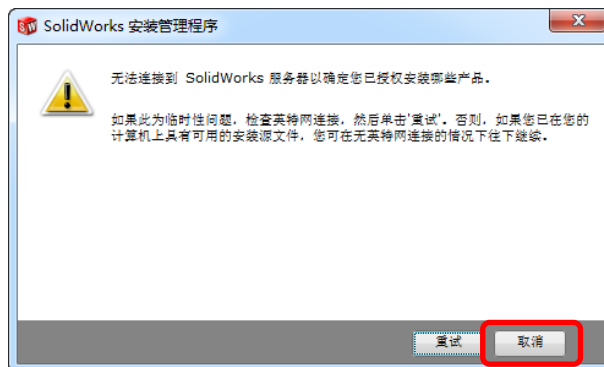 SolidWorks 安装管理程序
无法连接到 SolidWorks 服务器以确定您已授权安装哪些产品。
如果此为临时性问题，检查英特网连接，然后单击'重试'。否则，如果您已在您的
计算机上具有可用的安装源文件，您可在无英特网连接的情况下往下继续。
重试
取消